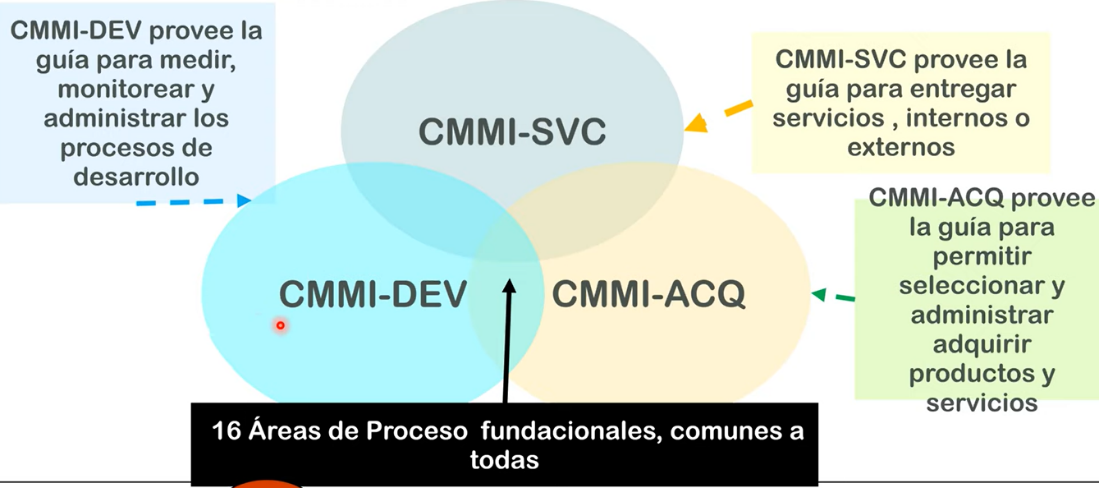 CMMI-DEV provee la
guía para medir,
monitorear y
administrar los
procesos de
desarrollo
CMMI-SVC
CMMI-SVC provee la
guía para entregar
servicios , internos o
externos
CMMI-ACQ provee
la guía para
permitir
seleccionar y
administrar
adquirir
productos y
servicios
CMMI-DEV
CMMI-ACQ
16 Áreas de Proceso fundacionales, comunes a
todas